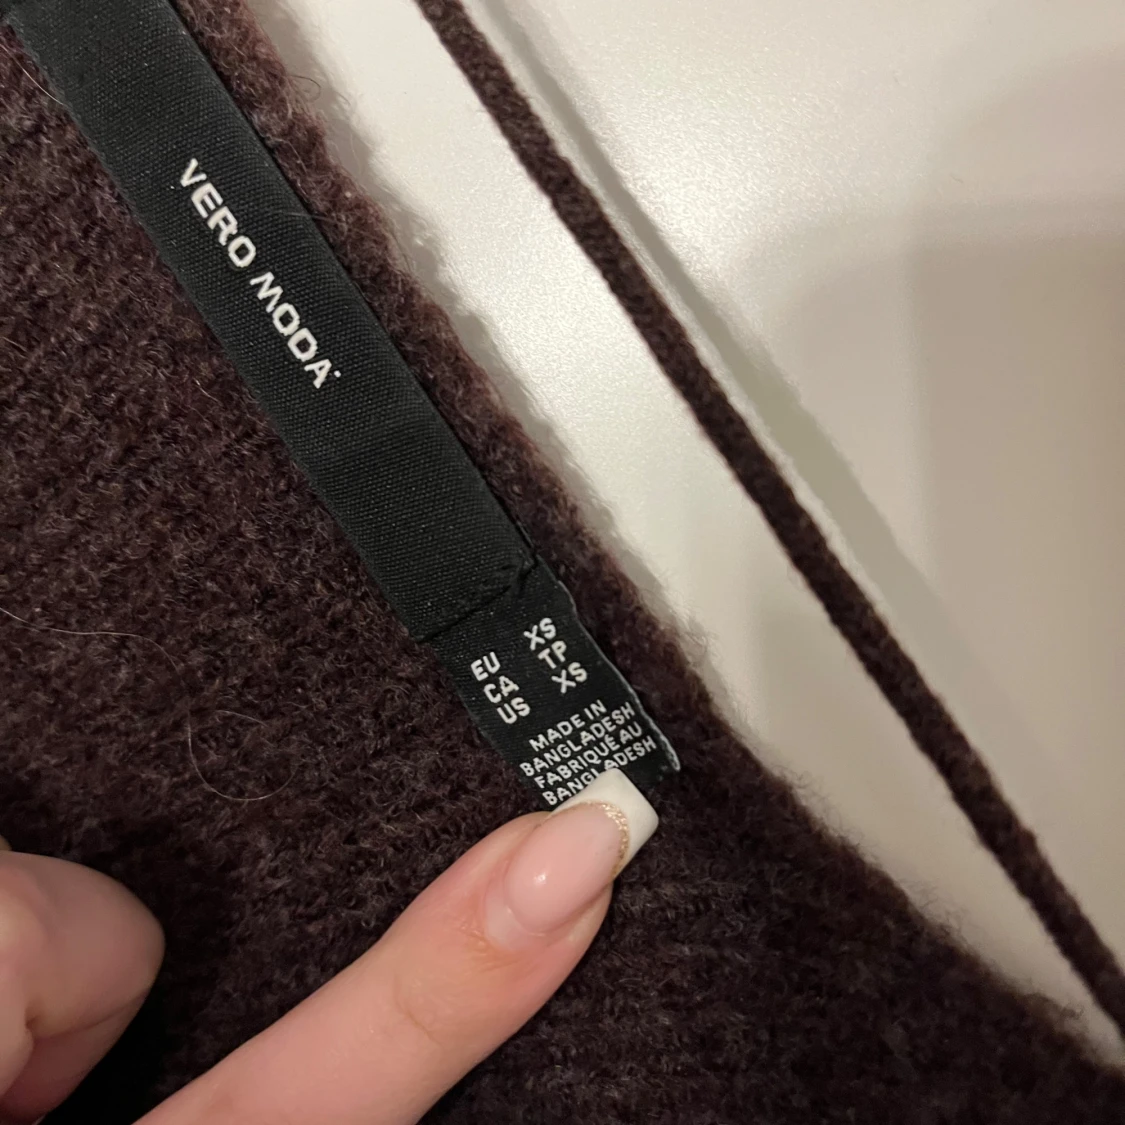 VERO MODA
EU XS
CA TP
US XS
MADE IN
BANGLADESH
FABRIQUÉ AU
BANGLADESH